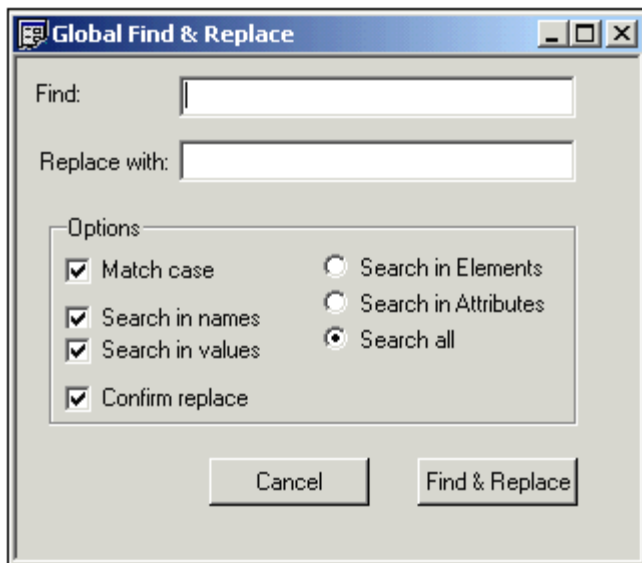 Global Find & Replace
Find:
Replace with:
Options
Match case
Search in Elements
Search in names
Search in Attributes
Search in values
Search all
Confirm replace
Cancel
Find & Replace